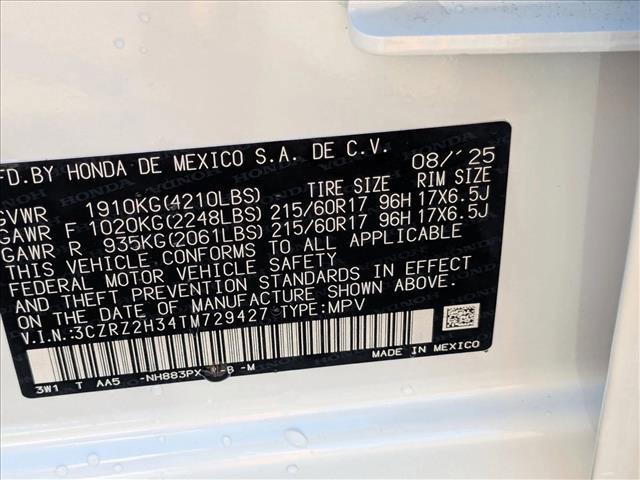 FD.BY HONDA DE MEXICO S.A. DE C.V. 08/'25
GVWR 1910KG(4210LBS) TIRE SIZE RIM SIZE
GAWR F 1020KG(2248LBS) 215/60R17 96H 17X6.5J
GAWR R 935KG(2061LBS) 215/60R17 96H 17X6.5J
THIS VEHICLE CONFORMS TO ALL APPLICABLE
FEDERAL MOTOR VEHICLE SAFETY
AND THEFT PREVENTION STANDARDS IN EFFECT
ON THE DATE OF MANUFACTURE SHOWN ABOVE.
V.I.N.:3CZRZ2H34TM729427 TYPE:MPV
MADE IN MEXICO
3W1 T AA5 -NH883PX -B -M